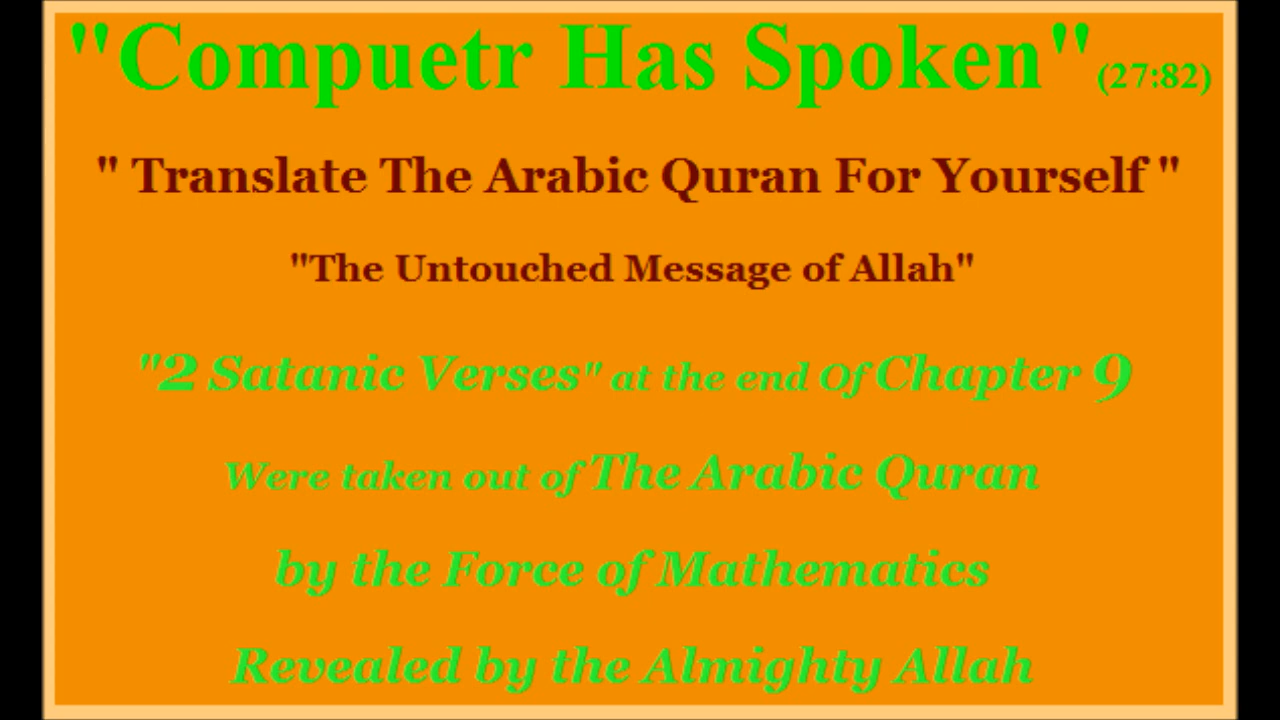 "Compuetr Has Spoken" (27:82)
" Translate The Arabic Quran For Yourself "
"The Untouched Message of Allah"
"2 Satanic Verses" at the end Of Chapter 9
Were taken out of The Arabic Quran
by the Force of Mathematics
Revealed by the Almighty Allah